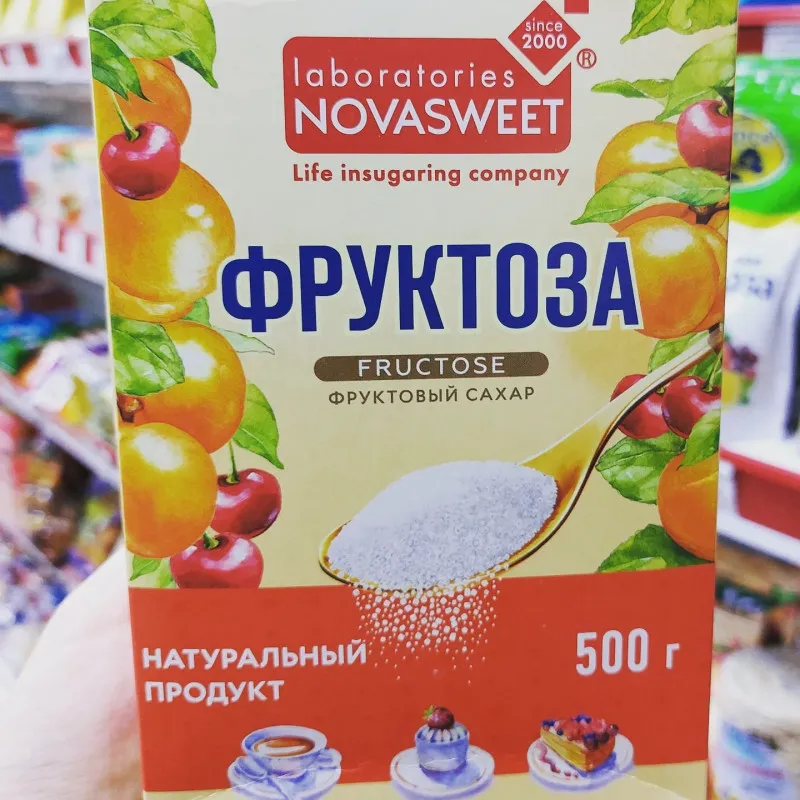 since
2000
laboratories
NOVASWEET®
Life insugaring company
ФРУКТОЗА
FRUCTOSE
ФРУКТОВЫЙ САХАР
НАТУРАЛЬНЫЙ
ПРОДУКТ
500 г